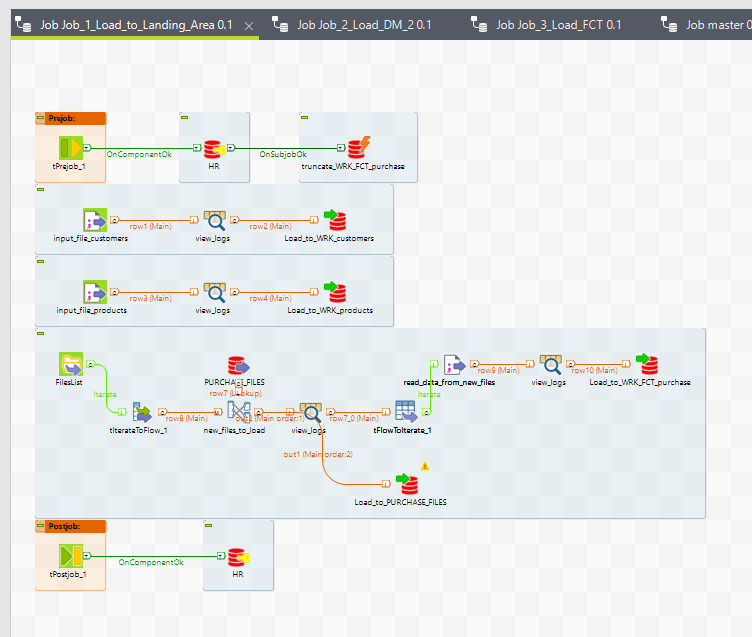 Job Job_1_Load_to_Landing_Area 0.1
Job Job_2_Load_DM_2 0.1
Job Job_3_Load_FCT 0.1
Job master 0
Prejob:
OnComponentOk
OnSubjobOk
tPrejob_1
HR
truncate_WRK_FCT_purchase
row1 (Main)
row2 (Main)
input_file_customers
view_logs
Load_to_WRK_customers
row3 (Main)
row4 (Main)
input_file_products
view_logs
Load_to_WRK_products
FilesList
PURCHASE_FILES
read_data_from_new_files
row9 (Main)
view_logs
row10 (Main)
Load_to_WRK_FCT_purchase
Iterate
row7 (Lookup)
Iterate
row8 (Main)
out2 (Main order:1)
row7_0 (Main)
tIterateToFlow_1
new_files_to_load
view_logs
tFlowToIterate_1
out1 (Main order:2)
Load_to_PURCHASE_FILES
Postjob:
OnComponentOk
tPostjob_1
HR